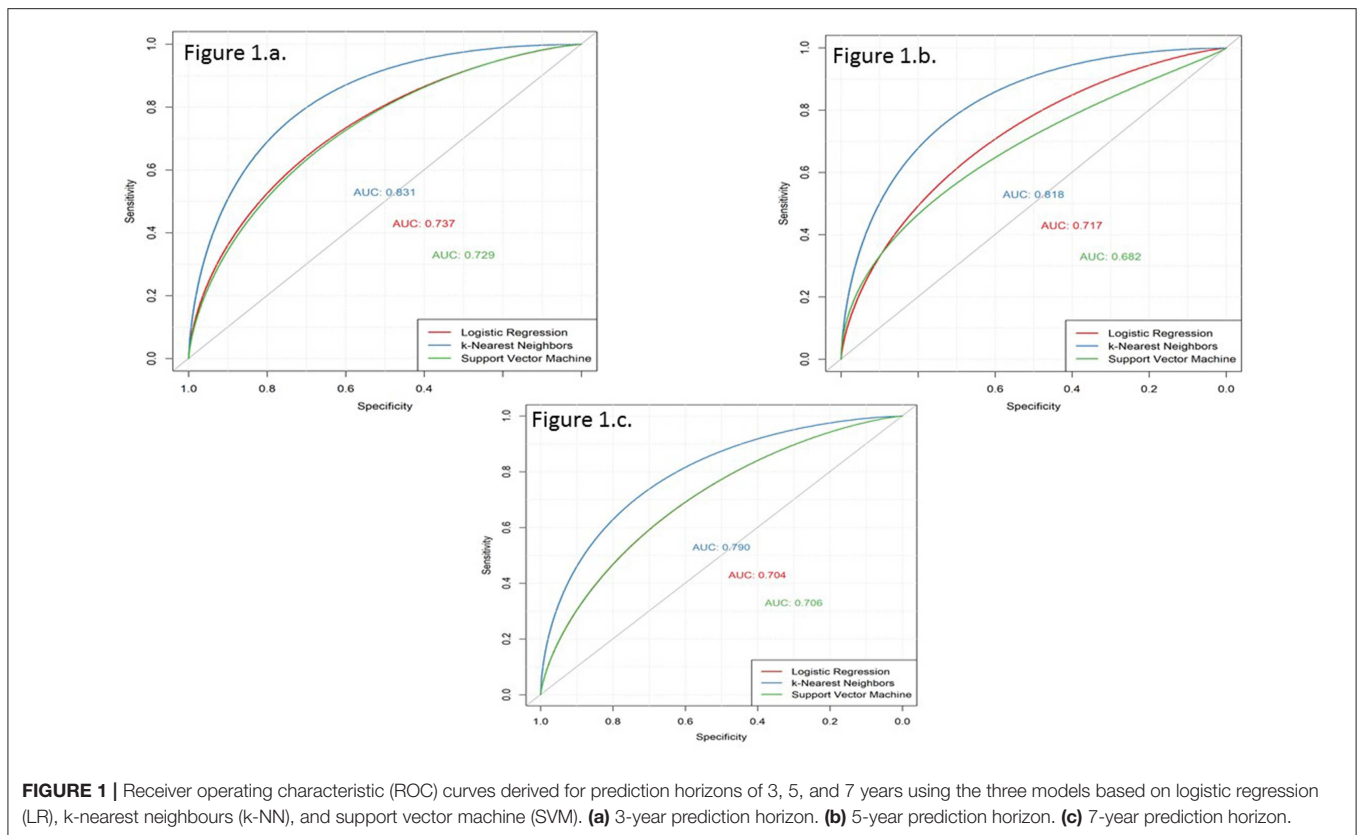 Figure 1.a.
1.0
0.8
0.6
0.4
0.2
0.0
Sensitivity
AUC: 0.831
AUC: 0.737
AUC: 0.729
Logistic Regression
k-Nearest Neighbors
Support Vector Machine
1.0 0.8 0.6 0.4
Specificity
Figure 1.b.
1.0
0.8
0.6
0.4
0.2
0.0
Sensitivity
AUC: 0.818
AUC: 0.717
AUC: 0.682
Logistic Regression
k-Nearest Neighbors
Support Vector Machine
0.6 0.4 0.2 0.0
Specificity
Figure 1.c.
1.0
0.8
0.6
0.4
0.2
0.0
Sensitivity
AUC: 0.790
AUC: 0.704
AUC: 0.706
Logistic Regression
k-Nearest Neighbors
Support Vector Machine
1.0 0.8 0.6 0.4 0.2 0.0
Specificity
FIGURE 1 | Receiver operating characteristic (ROC) curves derived for prediction horizons of 3, 5, and 7 years using the three models based on logistic regression
(LR), k-nearest neighbours (k-NN), and support vector machine (SVM). (a) 3-year prediction horizon. (b) 5-year prediction horizon. (c) 7-year prediction horizon.